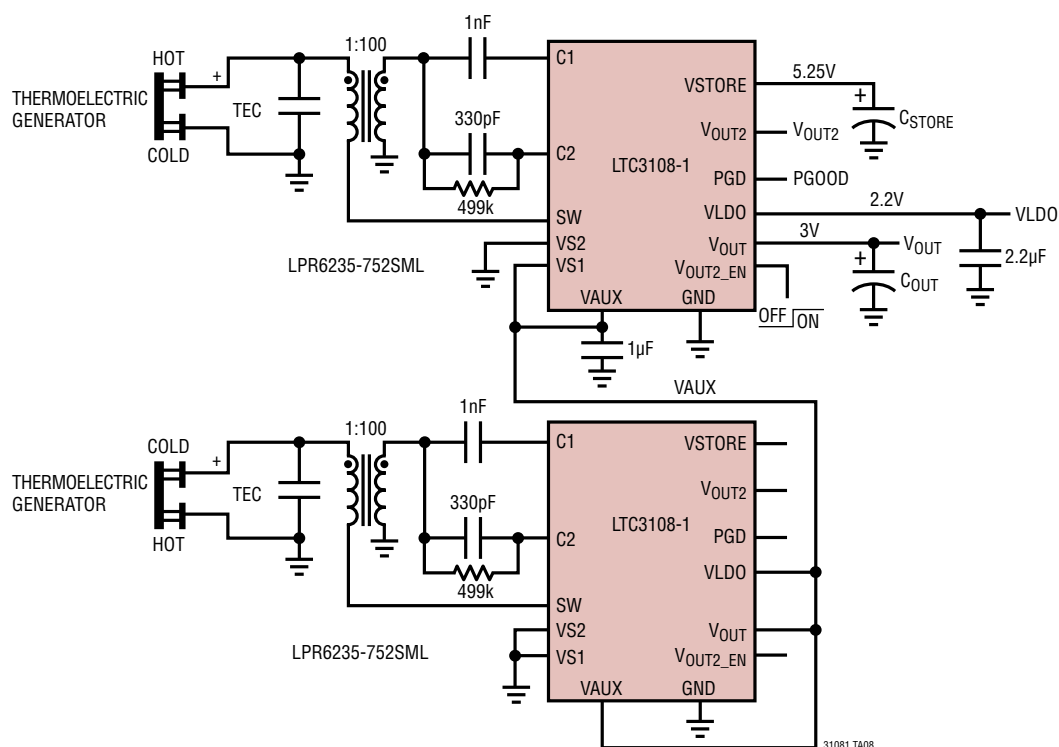 1nF
1:100
HOT
+
THERMOELECTRIC
GENERATOR
TEC
COLD
330pF
499k
LPR6235-752SML
C1
C2
SW
VS2
VS1
LTC3108-1
VSTORE
VOUT2
PGD
VLDO
VOUT
VOUT2_EN
VAUX
GND
5.25V
+
CSTORE
VOUT2
PGOOD
2.2V
VLDO
3V
VOUT
+
COUT
2.2µF
OFF ON
1µF
VAUX
1nF
1:100
COLD
+
THERMOELECTRIC
GENERATOR
TEC
HOT
330pF
499k
LPR6235-752SML
C1
C2
SW
VS2
VS1
LTC3108-1
VSTORE
VOUT2
PGD
VLDO
VOUT
VOUT2_EN
VAUX
GND
31081 TA08